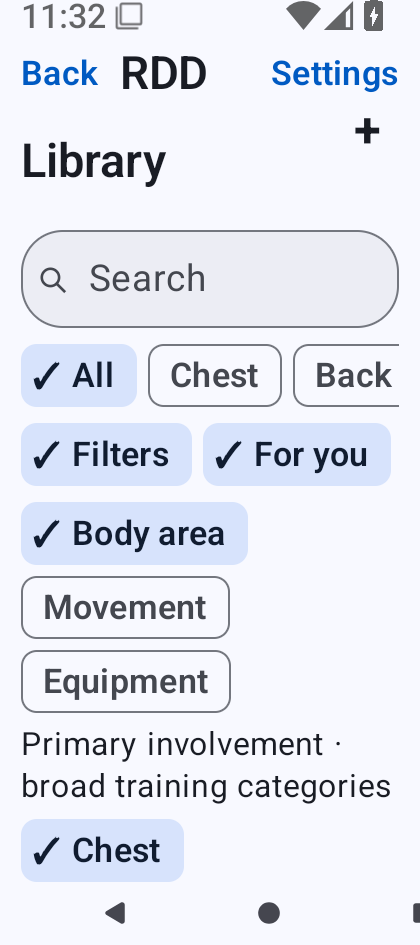 11:32
Back RDD Settings
+
Library
Search
✓ All Chest Back
✓ Filters ✓ For you
✓ Body area
Movement
Equipment
Primary involvement ·
broad training categories
✓ Chest